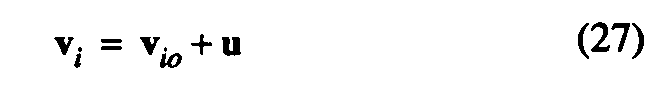 v_i = v_io + u (27)